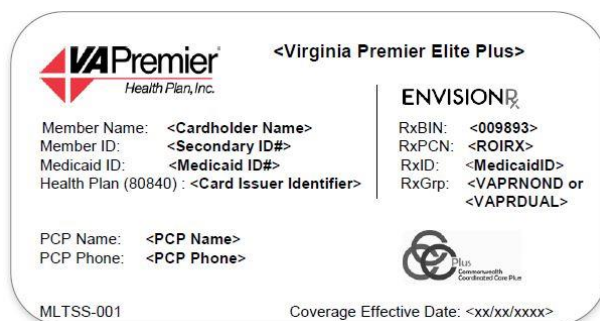 VAPremier
Health Plan, Inc.
<Virginia Premier Elite Plus>
Member Name: <Cardholder Name>
Member ID: <Secondary ID#>
Medicaid ID: <Medicaid ID#>
Health Plan (80840) : <Card Issuer Identifier>
ENVISIONRx
RxBIN: <009893>
RxPCN: <ROIRX>
RxID: <MedicaidID>
RxGrp: <VAPRNOND or
<VAPRDUAL>
PCP Name: <PCP Name>
PCP Phone: <PCP Phone>
CCC
Plus
Commonwealth
Coordinated Care Plus
MLTSS-001
Coverage Effective Date: <xx/xx/xxxx>